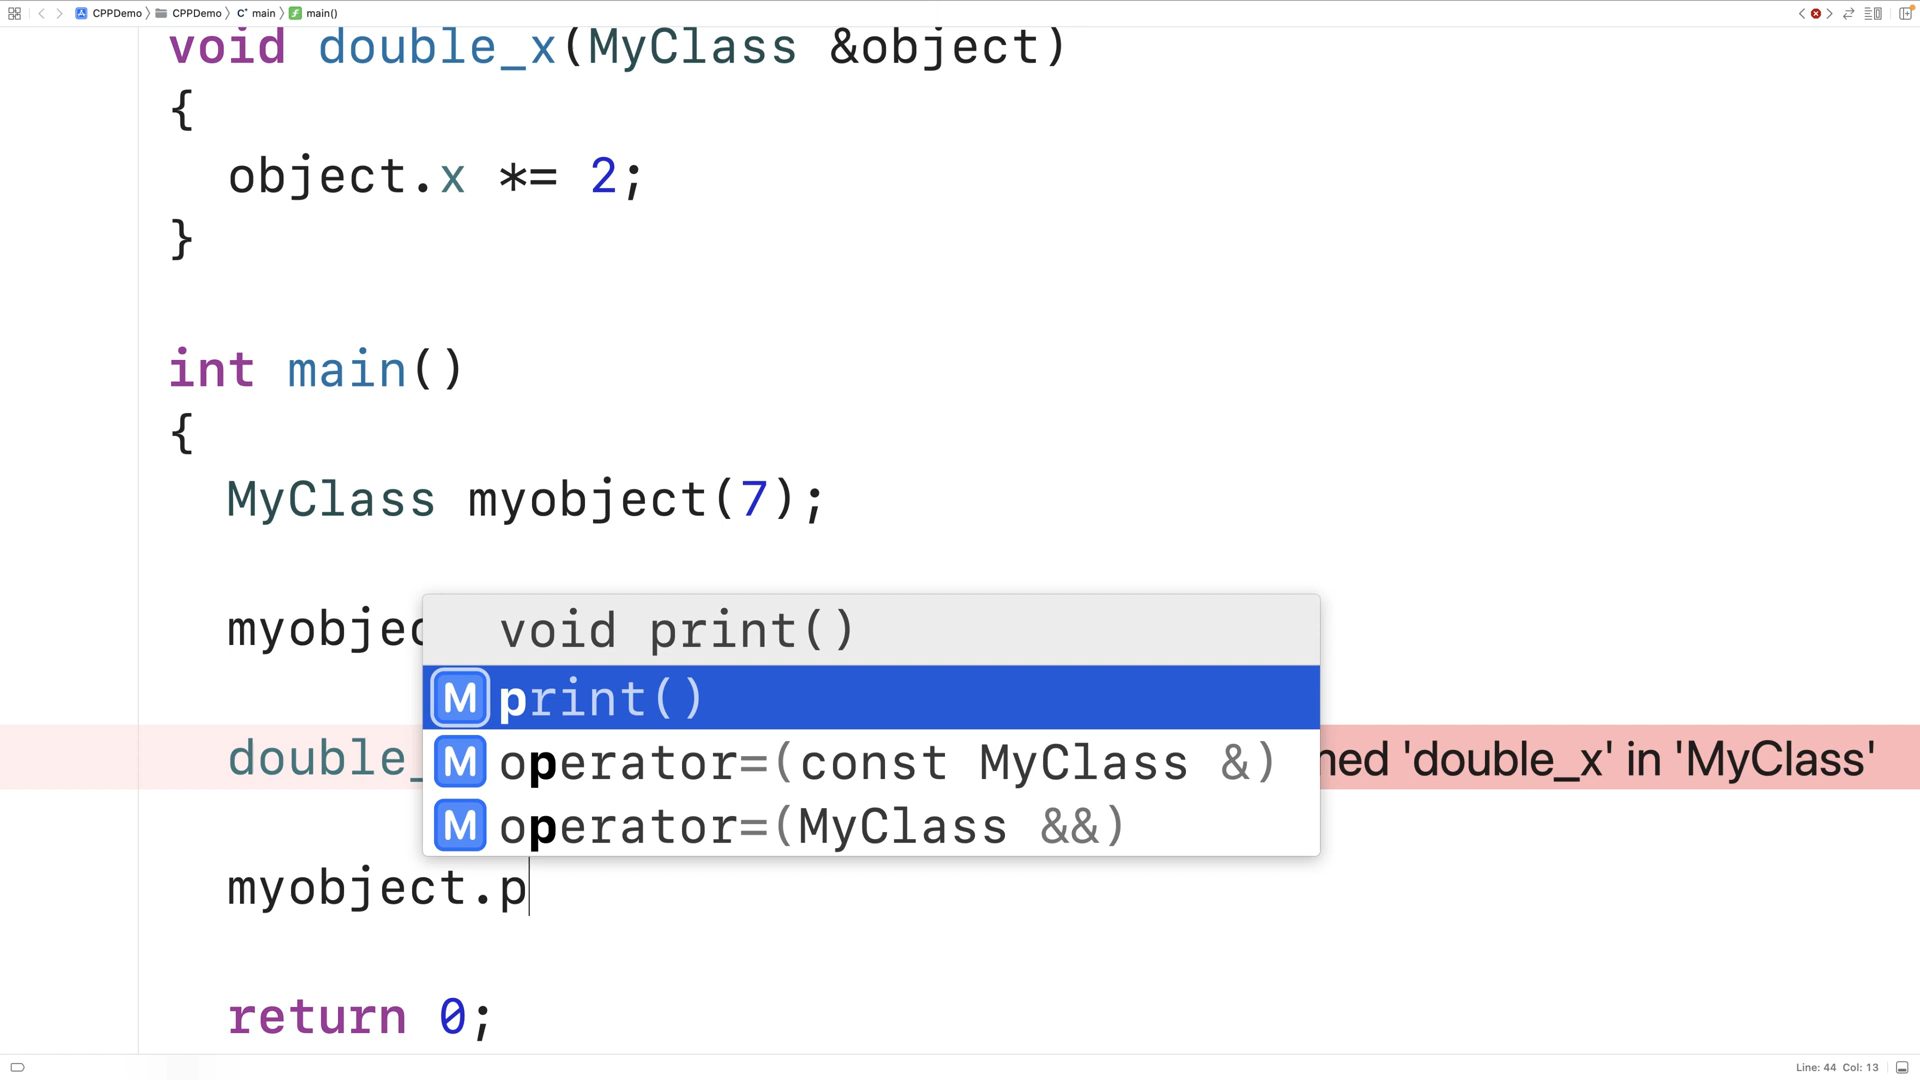 CPPDemo CPPDemo C+ main main()
void double_x(MyClass &object)
{
object.x *= 2;
}
int main()
{
MyClass myobject(7);
myobjec
void print()
M print()
double_ ned 'double_x' in 'MyClass'
M operator=(const MyClass &)
M operator=(MyClass &&)
myobject.p
return 0;
Line: 44 Col: 13